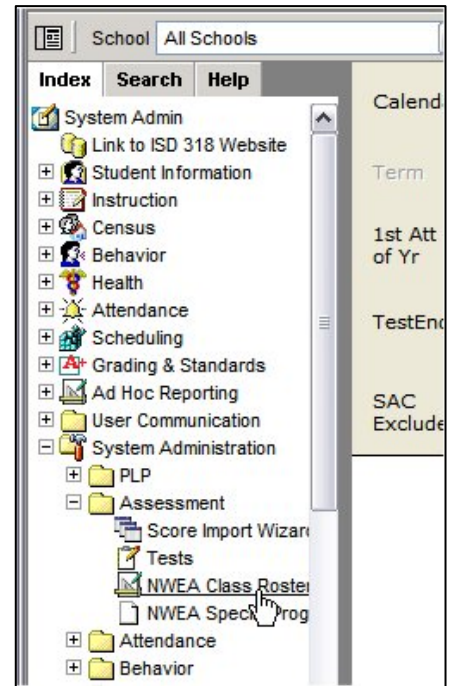 School All Schools
Index Search Help
System Admin
Link to ISD 318 Website
Student Information
Instruction
Census
Behavior
Health
Attendance
Scheduling
Grading & Standards
Ad Hoc Reporting
User Communication
System Administration
PLP
Assessment
Score Import Wizard
Tests
NWEA Class Roster
NWEA Prog
Attendance
Behavior
Calend
Term
1st Att
of Yr
TestEnd
SAC
Exclude